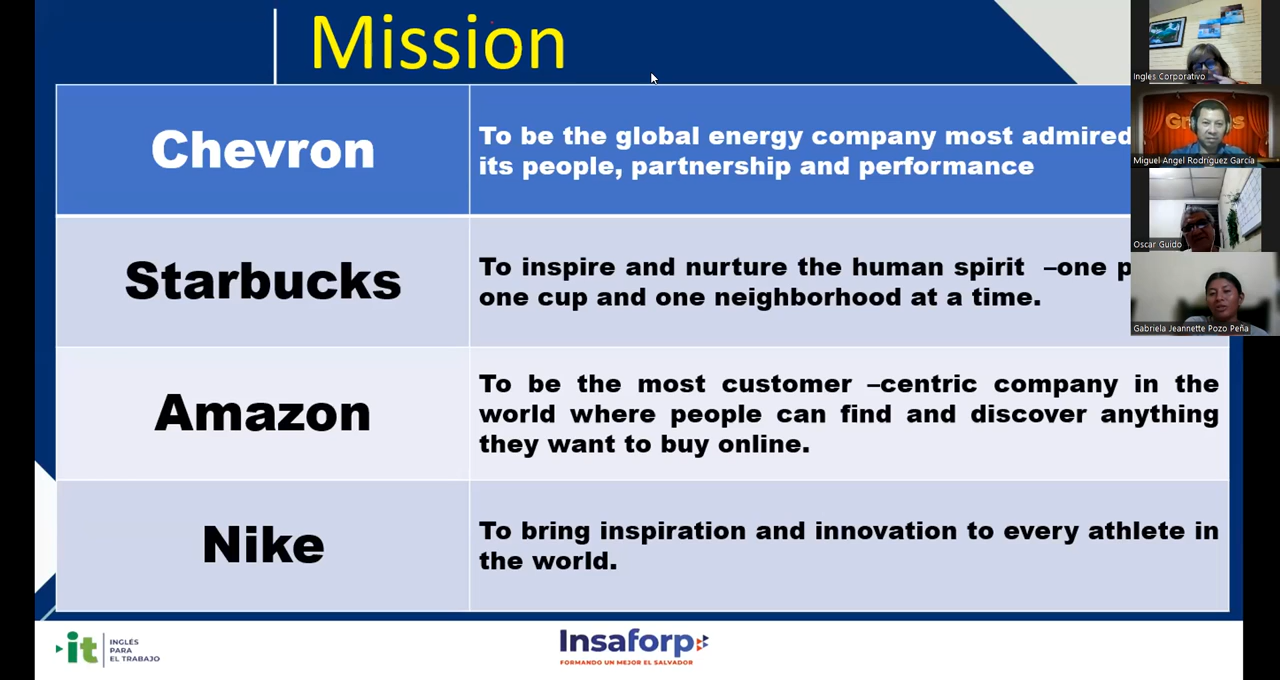 Mission
Chevron
To be the global energy company most admired
its people, partnership and performance
Starbucks
To inspire and nurture the human spirit –one
one cup and one neighborhood at a time.
Amazon
To be the most customer –centric company in the
world where people can find and discover anything
they want to buy online.
Nike
To bring inspiration and innovation to every athlete in
the world.
it
INGLÉS
PARA
EL TRABAJO
Insaforp
FORMANDO UN MEJOR EL SALVADOR
Ingles Corporativo
Miguel Angel Rodriguez Garcia
Oscar Guido
Gabriela Jeannette Pozo Peña